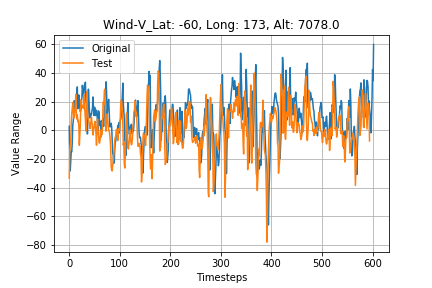 Wind-V_Lat: -60, Long: 173, Alt: 7078.0
Original
Test
Value Range
60
40
20
0
−20
−40
−60
−80
0 100 200 300 400 500 600
Timesteps